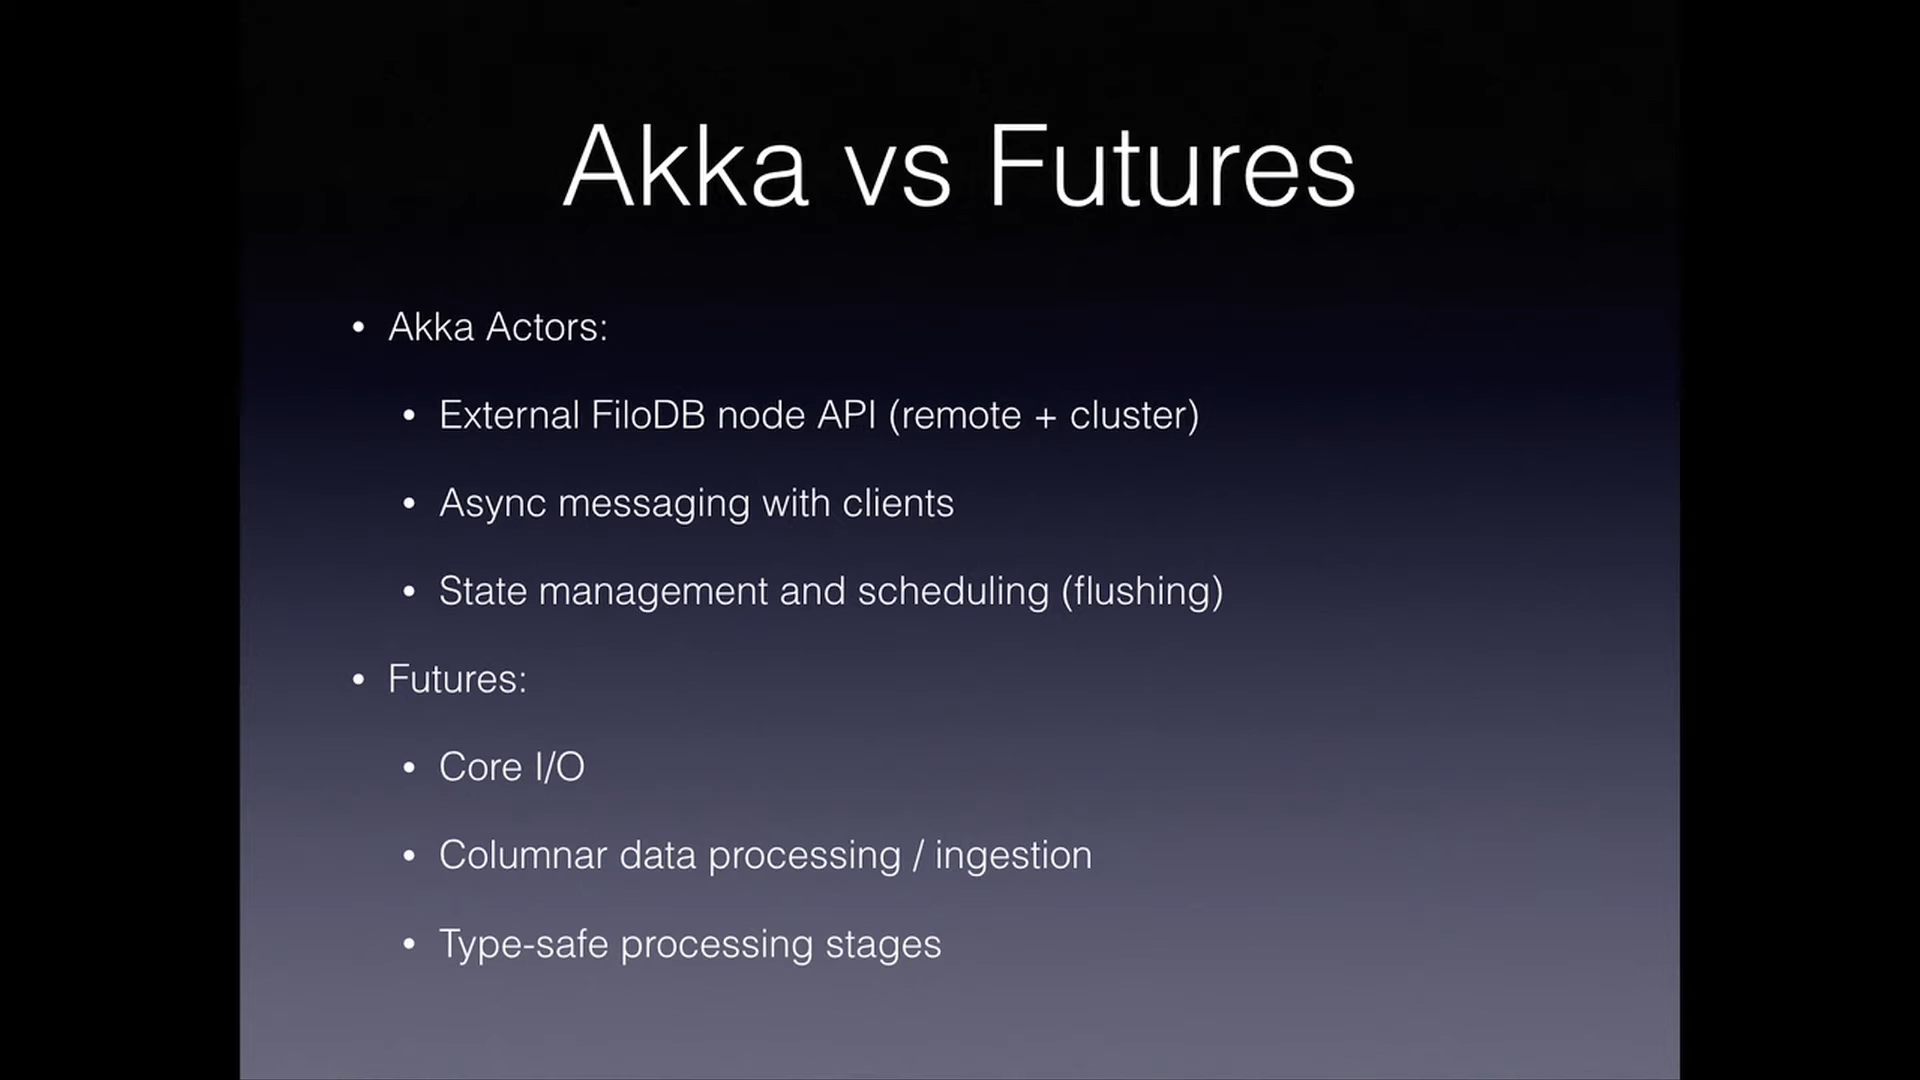 Akka vs Futures
• Akka Actors:
• External FiloDB node API (remote + cluster)
• Async messaging with clients
• State management and scheduling (flushing)
• Futures:
• Core I/O
• Columnar data processing / ingestion
• Type-safe processing stages